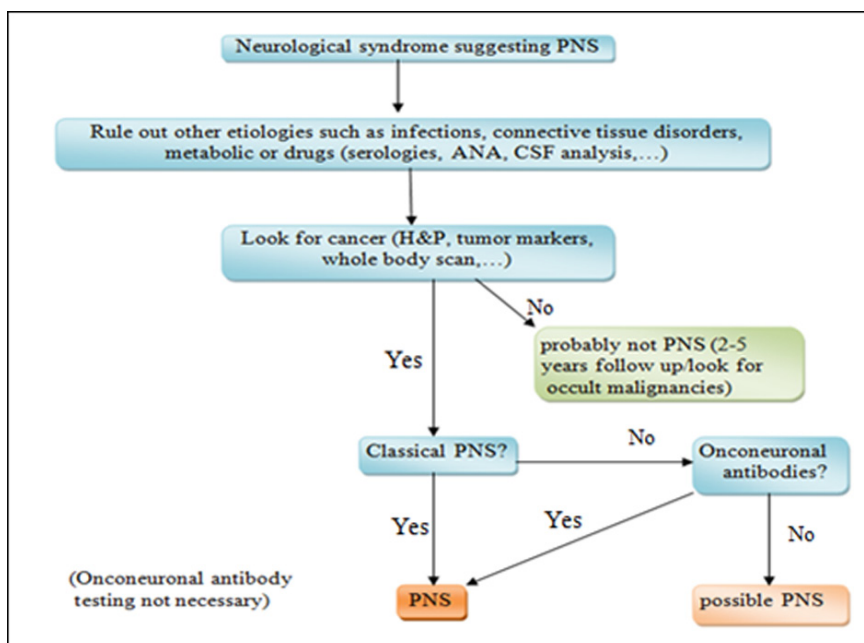 Neurological syndrome suggesting PNS
Rule out other etiologies such as infections, connective tissue disorders,
metabolic or drugs (serologies, ANA, CSF analysis,...)
Look for cancer (H&P, tumor markers,
whole body scan,...)
No
Yes
probably not PNS (2-5
years follow up/look for
occult malignancies)
Classical PNS?
No
Onconeuronal
antibodies?
Yes
Yes
No
(Onconeuronal antibody
testing not necessary)
PNS
possible PNS